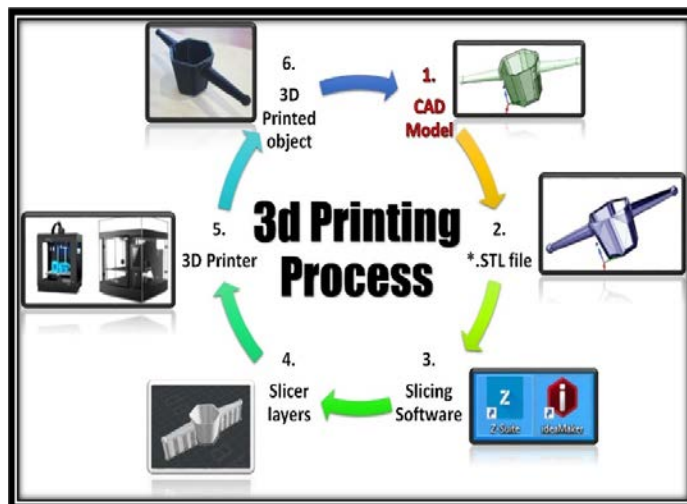 3d Printing
Process
1.
CAD
Model
2.
*.STL file
3.
Slicing
Software
Z
Z-Suite
i
ideaMaker
4.
Slicer
layers
5.
3D Printer
6.
3D
Printed
object